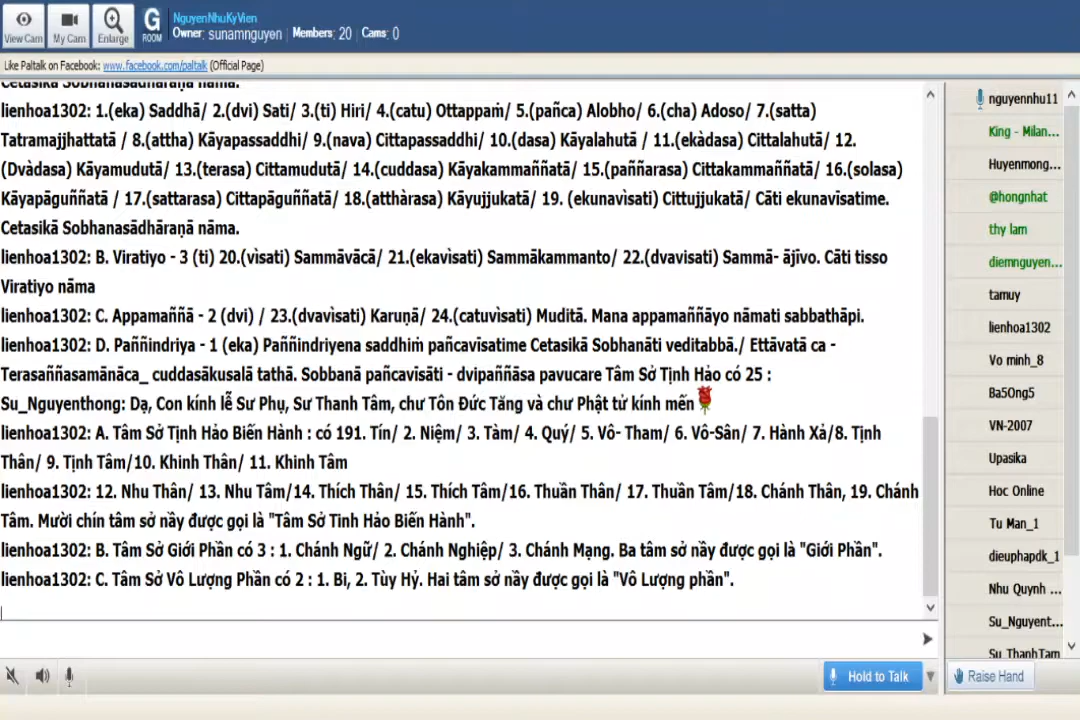 View Cam
My Cam
Enlarge
G
ROOM
NguyenNhuKyVien
Owner: sunamnguyen | Members: 20 | Cams: 0
Like Paltalk on Facebook: www.facebook.com/paltalk (Official Page)
Cetasika Sobhanasādhāraṇā nāma.
lienhoa1302: 1.(eka) Saddhā/ 2.(dvi) Sati/ 3.(ti) Hiri/ 4.(catu) Ottappaṁ/ 5.(pañca) Alobho/ 6.(cha) Adoso/ 7.(satta)
Tatramajjhattatā / 8.(attha) Kāyapassaddhi/ 9.(nava) Cittapassaddhi/ 10.(dasa) Kāyalahutā / 11.(ekàdasa) Cittalahutā/ 12.
(Dvàdasa) Kāyamudutā/ 13.(terasa) Cittamudutā/ 14.(cuddasa) Kāyakammaññatā/ 15.(paññarasa) Cittakammaññatā/ 16.(solasa)
Kāyapāguññatā / 17.(sattarasa) Cittapāguññatā/ 18.(atthàrasa) Kāyujjukatā/ 19. (ekunavìsati) Cittujjukatā/ Cāti ekunavisatime.
Cetasikā Sobhanasādhāraṇā nāma.
lienhoa1302: B. Viratiyo - 3 (ti) 20.(vìsati) Sammāvācā/ 21.(ekavìsati) Sammākammanto/ 22.(dvavisati) Sammā- ājīvo. Cāti tisso
Viratiyo nāma
lienhoa1302: C. Appamaññā - 2 (dvi) / 23.(dvavìsati) Karuṇā/ 24.(catuvìsati) Muditā. Mana appamaññāyo nāmati sabbathāpi.
lienhoa1302: D. Paññindriya - 1 (eka) Paññindriyena saddhiṁ pañcavīsatime Cetasikā Sobhanāti veditabbā./ Ettāvatā ca -
Terasaññasamānāca_ cuddasākusalā tathā. Sobbanā pañcavīsāti - dvipaññāsa pavucare Tâm Sở Tịnh Hảo có 25 :
Su_Nguyenthong: Dạ, Con kính lễ Sư Phụ, Sư Thanh Tâm, chư Tôn Đức Tăng và chư Phật tử kính mến
lienhoa1302: A. Tâm Sở Tịnh Hảo Biến Hành : có 191. Tín/ 2. Niệm/ 3. Tàm/ 4. Quý/ 5. Vô- Tham/ 6. Vô-Sân/ 7. Hành Xả/8. Tịnh
Thân/ 9. Tịnh Tâm/10. Khinh Thân/ 11. Khinh Tâm
lienhoa1302: 12. Nhu Thân/ 13. Nhu Tâm/14. Thích Thân/ 15. Thích Tâm/16. Thuần Thân/ 17. Thuần Tâm/18. Chánh Thân, 19. Chánh
Tâm. Mười chín tâm sở nầy được gọi là "Tâm Sở Tinh Hảo Biến Hành".
lienhoa1302: B. Tâm Sở Giới Phần có 3 : 1. Chánh Ngữ/ 2. Chánh Nghiệp/ 3. Chánh Mạng. Ba tâm sở nầy được gọi là "Giới Phần".
lienhoa1302: C. Tâm Sở Vô Lượng Phần có 2 : 1. Bi, 2. Tùy Hỷ. Hai tâm sở nầy được gọi là "Vô Lượng phần".
nguyennhu11
King - Milan...
Huyenmong...
@hongnhat
thy lam
diemnguyen...
tamuy
lienhoa1302
Vo minh_8
Ba5Ong5
VN-2007
Upasika
Hoc Online
Tu Man_1
dieuphapdk_1
Nhu Quynh ...
Su_Nguyent...
Su_ThanhTam
Hold to Talk
Raise Hand